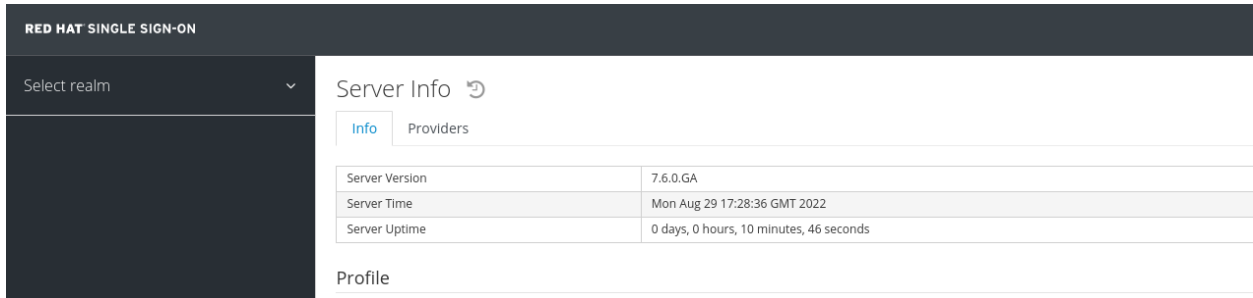 RED HAT SINGLE SIGN-ON
Select realm
Server Info
Info Providers
Server Version 7.6.0.GA
Server Time Mon Aug 29 17:28:36 GMT 2022
Server Uptime 0 days, 0 hours, 10 minutes, 46 seconds
Profile